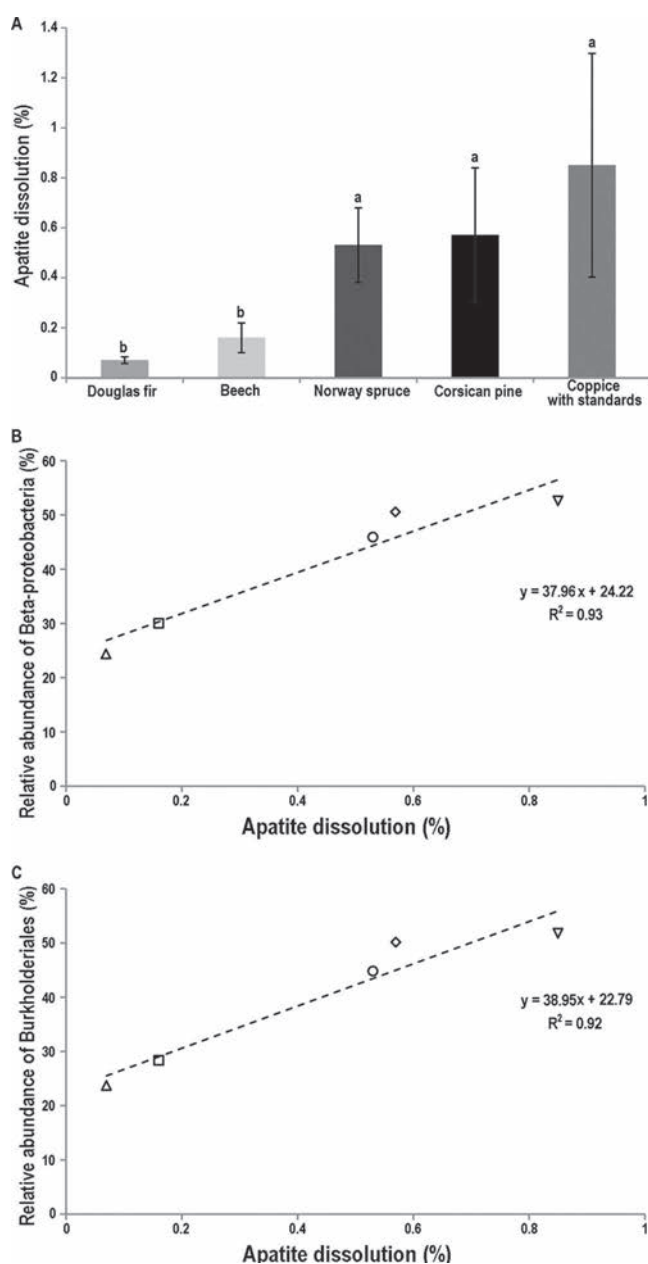 A
Apatite dissolution (%)
1.4
1.2
1
0.8
0.6
0.4
0.2
0
b
b
a
a
a
Douglas fir
Beech
Norway spruce
Corsican pine
Coppice
with standards
B
Relative abundance of Beta-proteobacteria (%)
60
50
40
30
20
10
0
y = 37.96 x + 24.22
R² = 0.93
0
0.2
0.4
0.6
0.8
1
Apatite dissolution (%)
C
Relative abundance of Burkholderiales (%)
60
50
40
30
20
10
0
y = 38.95x + 22.79
R² = 0.92
0
0.2
0.4
0.6
0.8
1
Apatite dissolution (%)